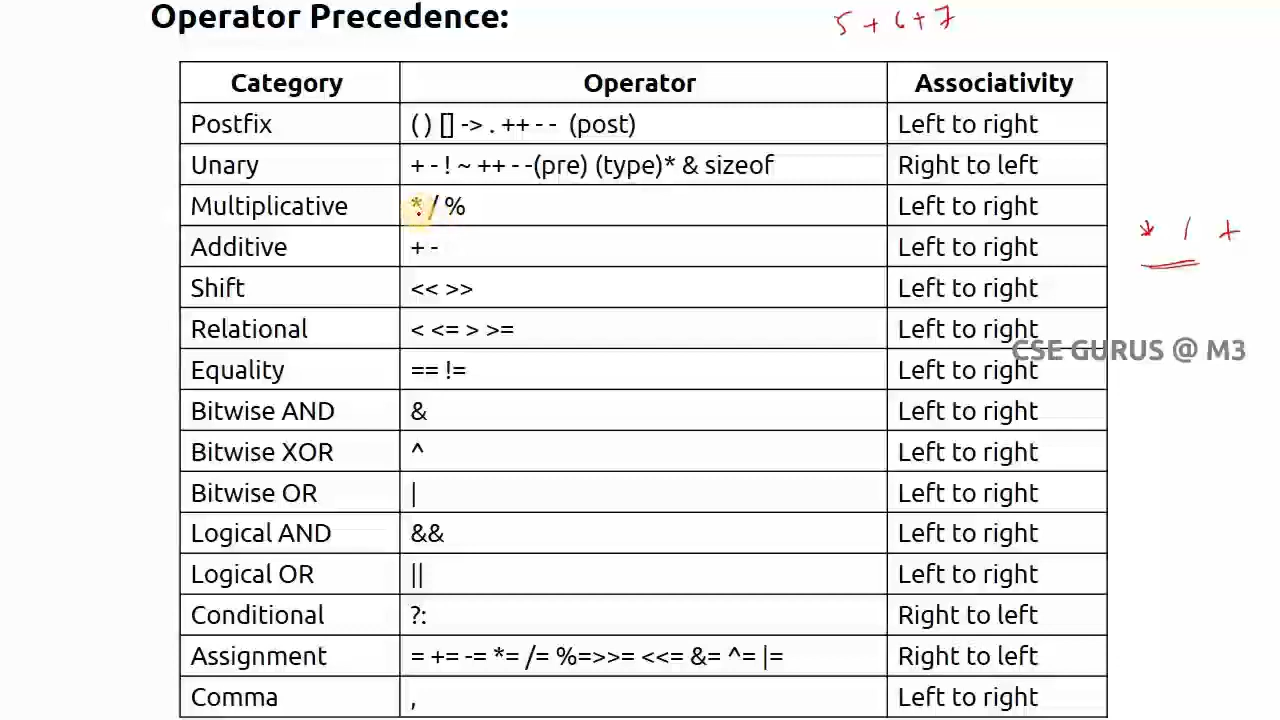 Operator Precedence: 5 + 6 + 7
Category Operator Associativity
Postfix ( ) [] -> . ++ - - (post) Left to right
Unary + - ! ~ ++ - -(pre) (type)* & sizeof Right to left
Multiplicative * / % Left to right
Additive + - Left to right
* / +
Shift << >> Left to right
Relational < <= > >= Left to right
CSE GURUS @ M3
Equality == != Left to right
Bitwise AND & Left to right
Bitwise XOR ^ Left to right
Bitwise OR | Left to right
Logical AND && Left to right
Logical OR || Left to right
Conditional ?: Right to left
Assignment = += -= *= /= %=>>= <<= &= ^= |= Right to left
Comma , Left to right